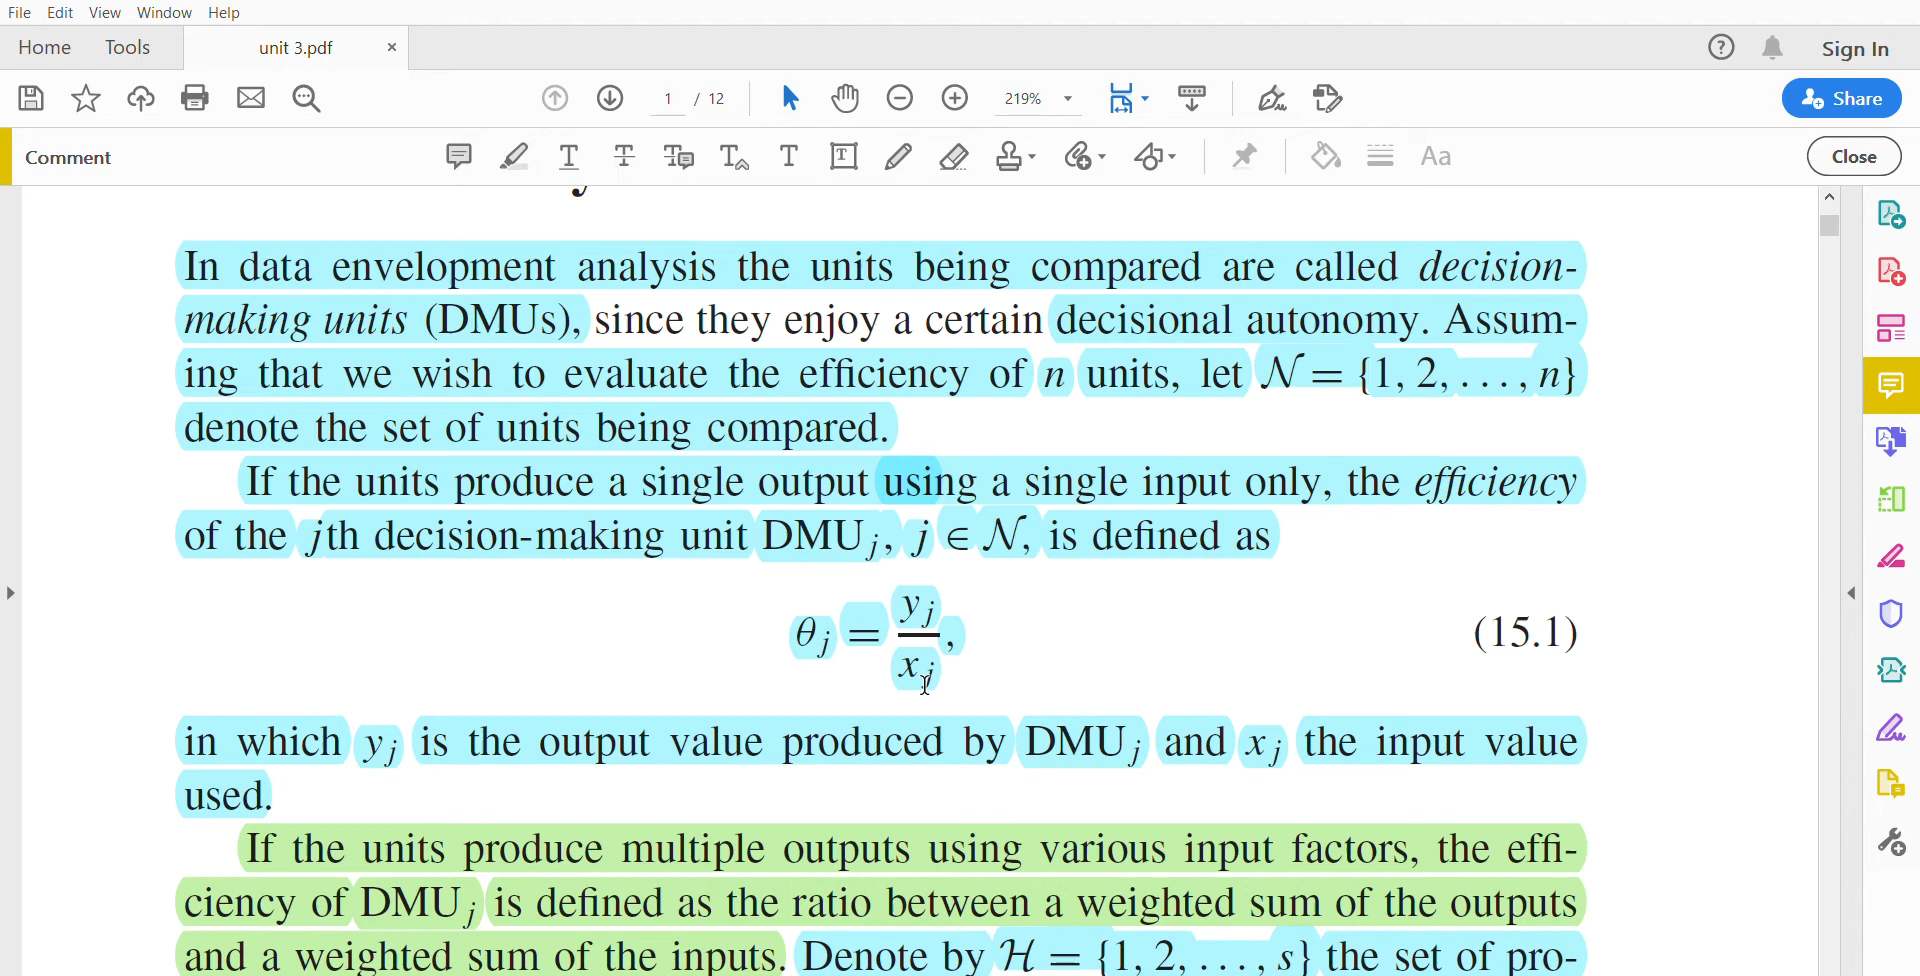 File Edit View Window Help
Home Tools unit 3.pdf × Sign In
1 / 12 219% Share
Comment Aa Close
In data envelopment analysis the units being compared are called decision-
making units (DMUs), since they enjoy a certain decisional autonomy. Assum-
ing that we wish to evaluate the efficiency of n units, let 𝒩 = {1, 2, . . . , n}
denote the set of units being compared.
If the units produce a single output using a single input only, the efficiency
of the jth decision-making unit DMUⱼ, j ∈ 𝒩, is defined as
θⱼ = yⱼ / xⱼ, (15.1)
in which yⱼ is the output value produced by DMUⱼ and xⱼ the input value
used.
If the units produce multiple outputs using various input factors, the effi-
ciency of DMUⱼ is defined as the ratio between a weighted sum of the outputs
and a weighted sum of the inputs. Denote by ℋ = {1, 2, . . . , s} the set of pro-